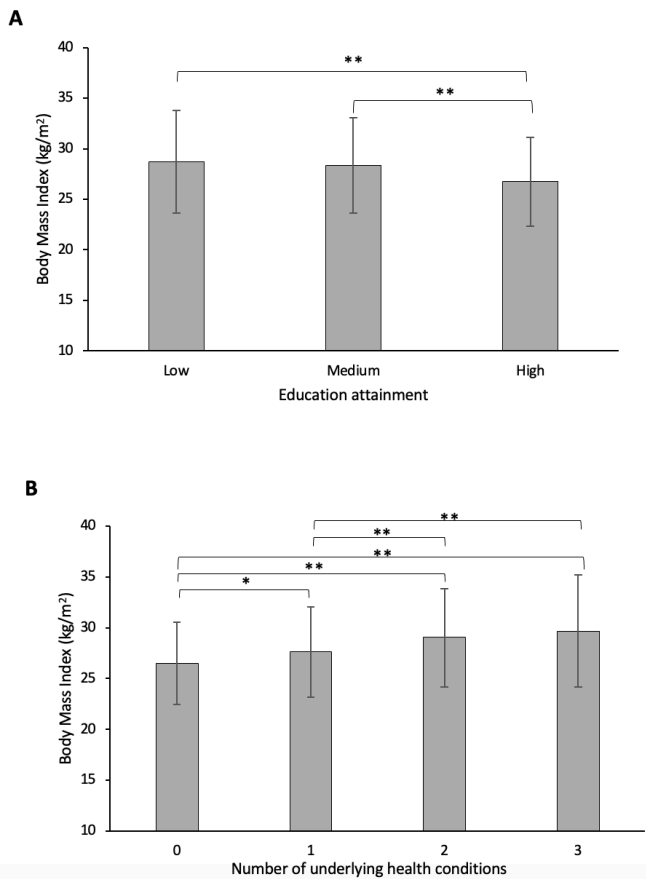 A
**
**
40
35
30
25
20
15
10
Body Mass Index (kg/m²)
Low Medium High
Education attainment
B
**
**
**
**
*
40
35
30
25
20
15
10
Body Mass Index (kg/m²)
0 1 2 3
Number of underlying health conditions